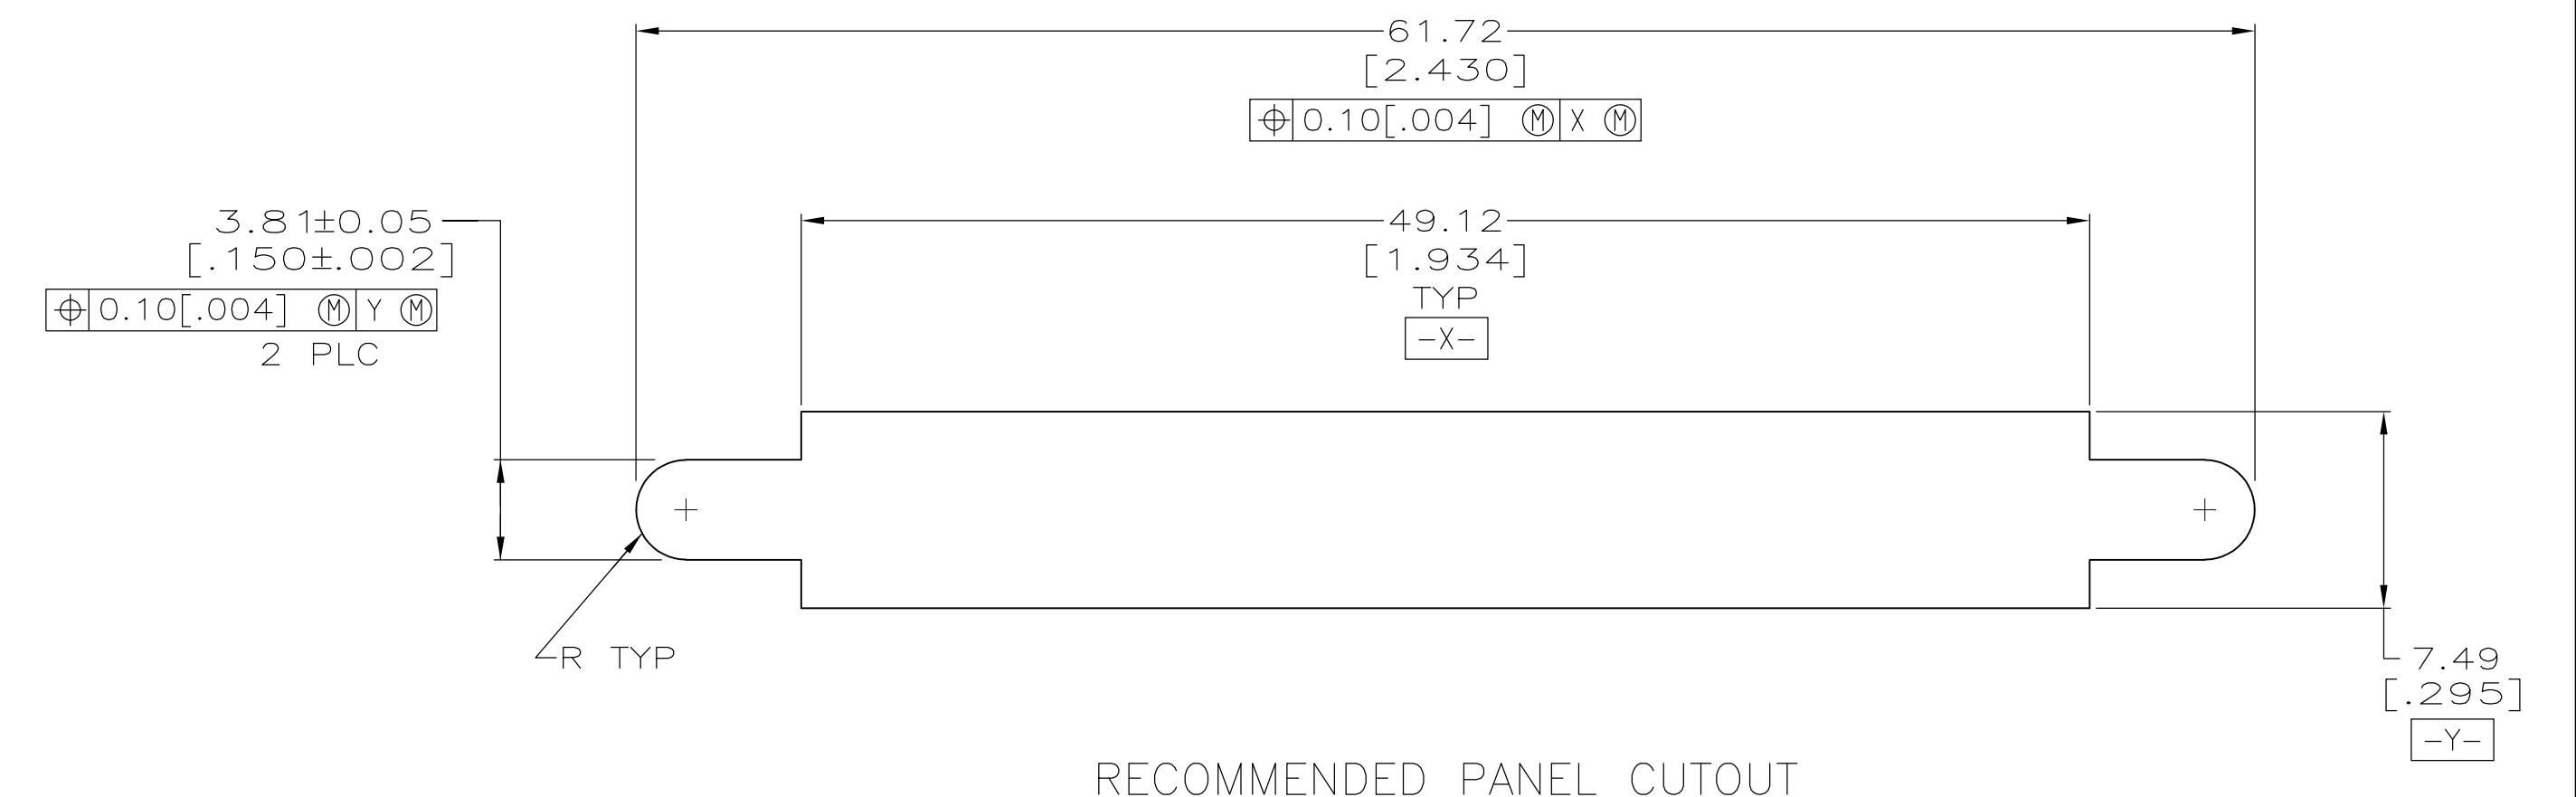 61.72
[2.430]
⌖ 0.10[.004] Ⓜ X Ⓜ
3.81±0.05
[.150±.002]
⌖ 0.10[.004] Ⓜ Y Ⓜ
2 PLC
49.12
[1.934]
TYP
-X-
R TYP
7.49
[.295]
-Y-
RECOMMENDED PANEL CUTOUT